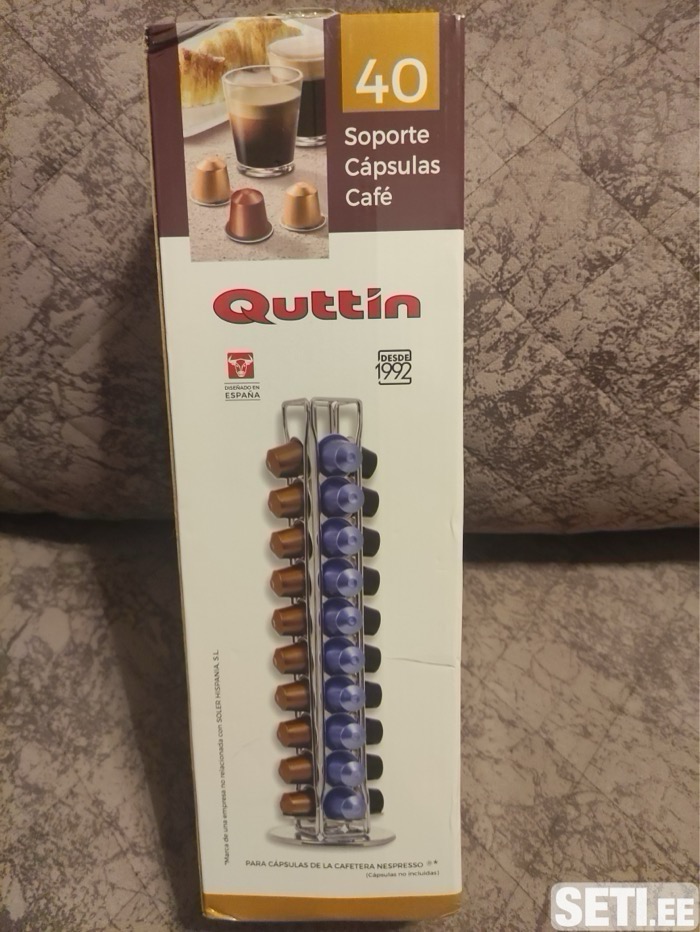 40
Soporte
Cápsulas
Café
Quttin
DISEÑADO EN
ESPAÑA
DESDE
1992
*Marca de una empresa no relacionada con SOLER HISPANIA, S.L.
PARA CÁPSULAS DE LA CAFETERA NESPRESSO ®*
(Cápsulas no incluidas)
SETI.EE